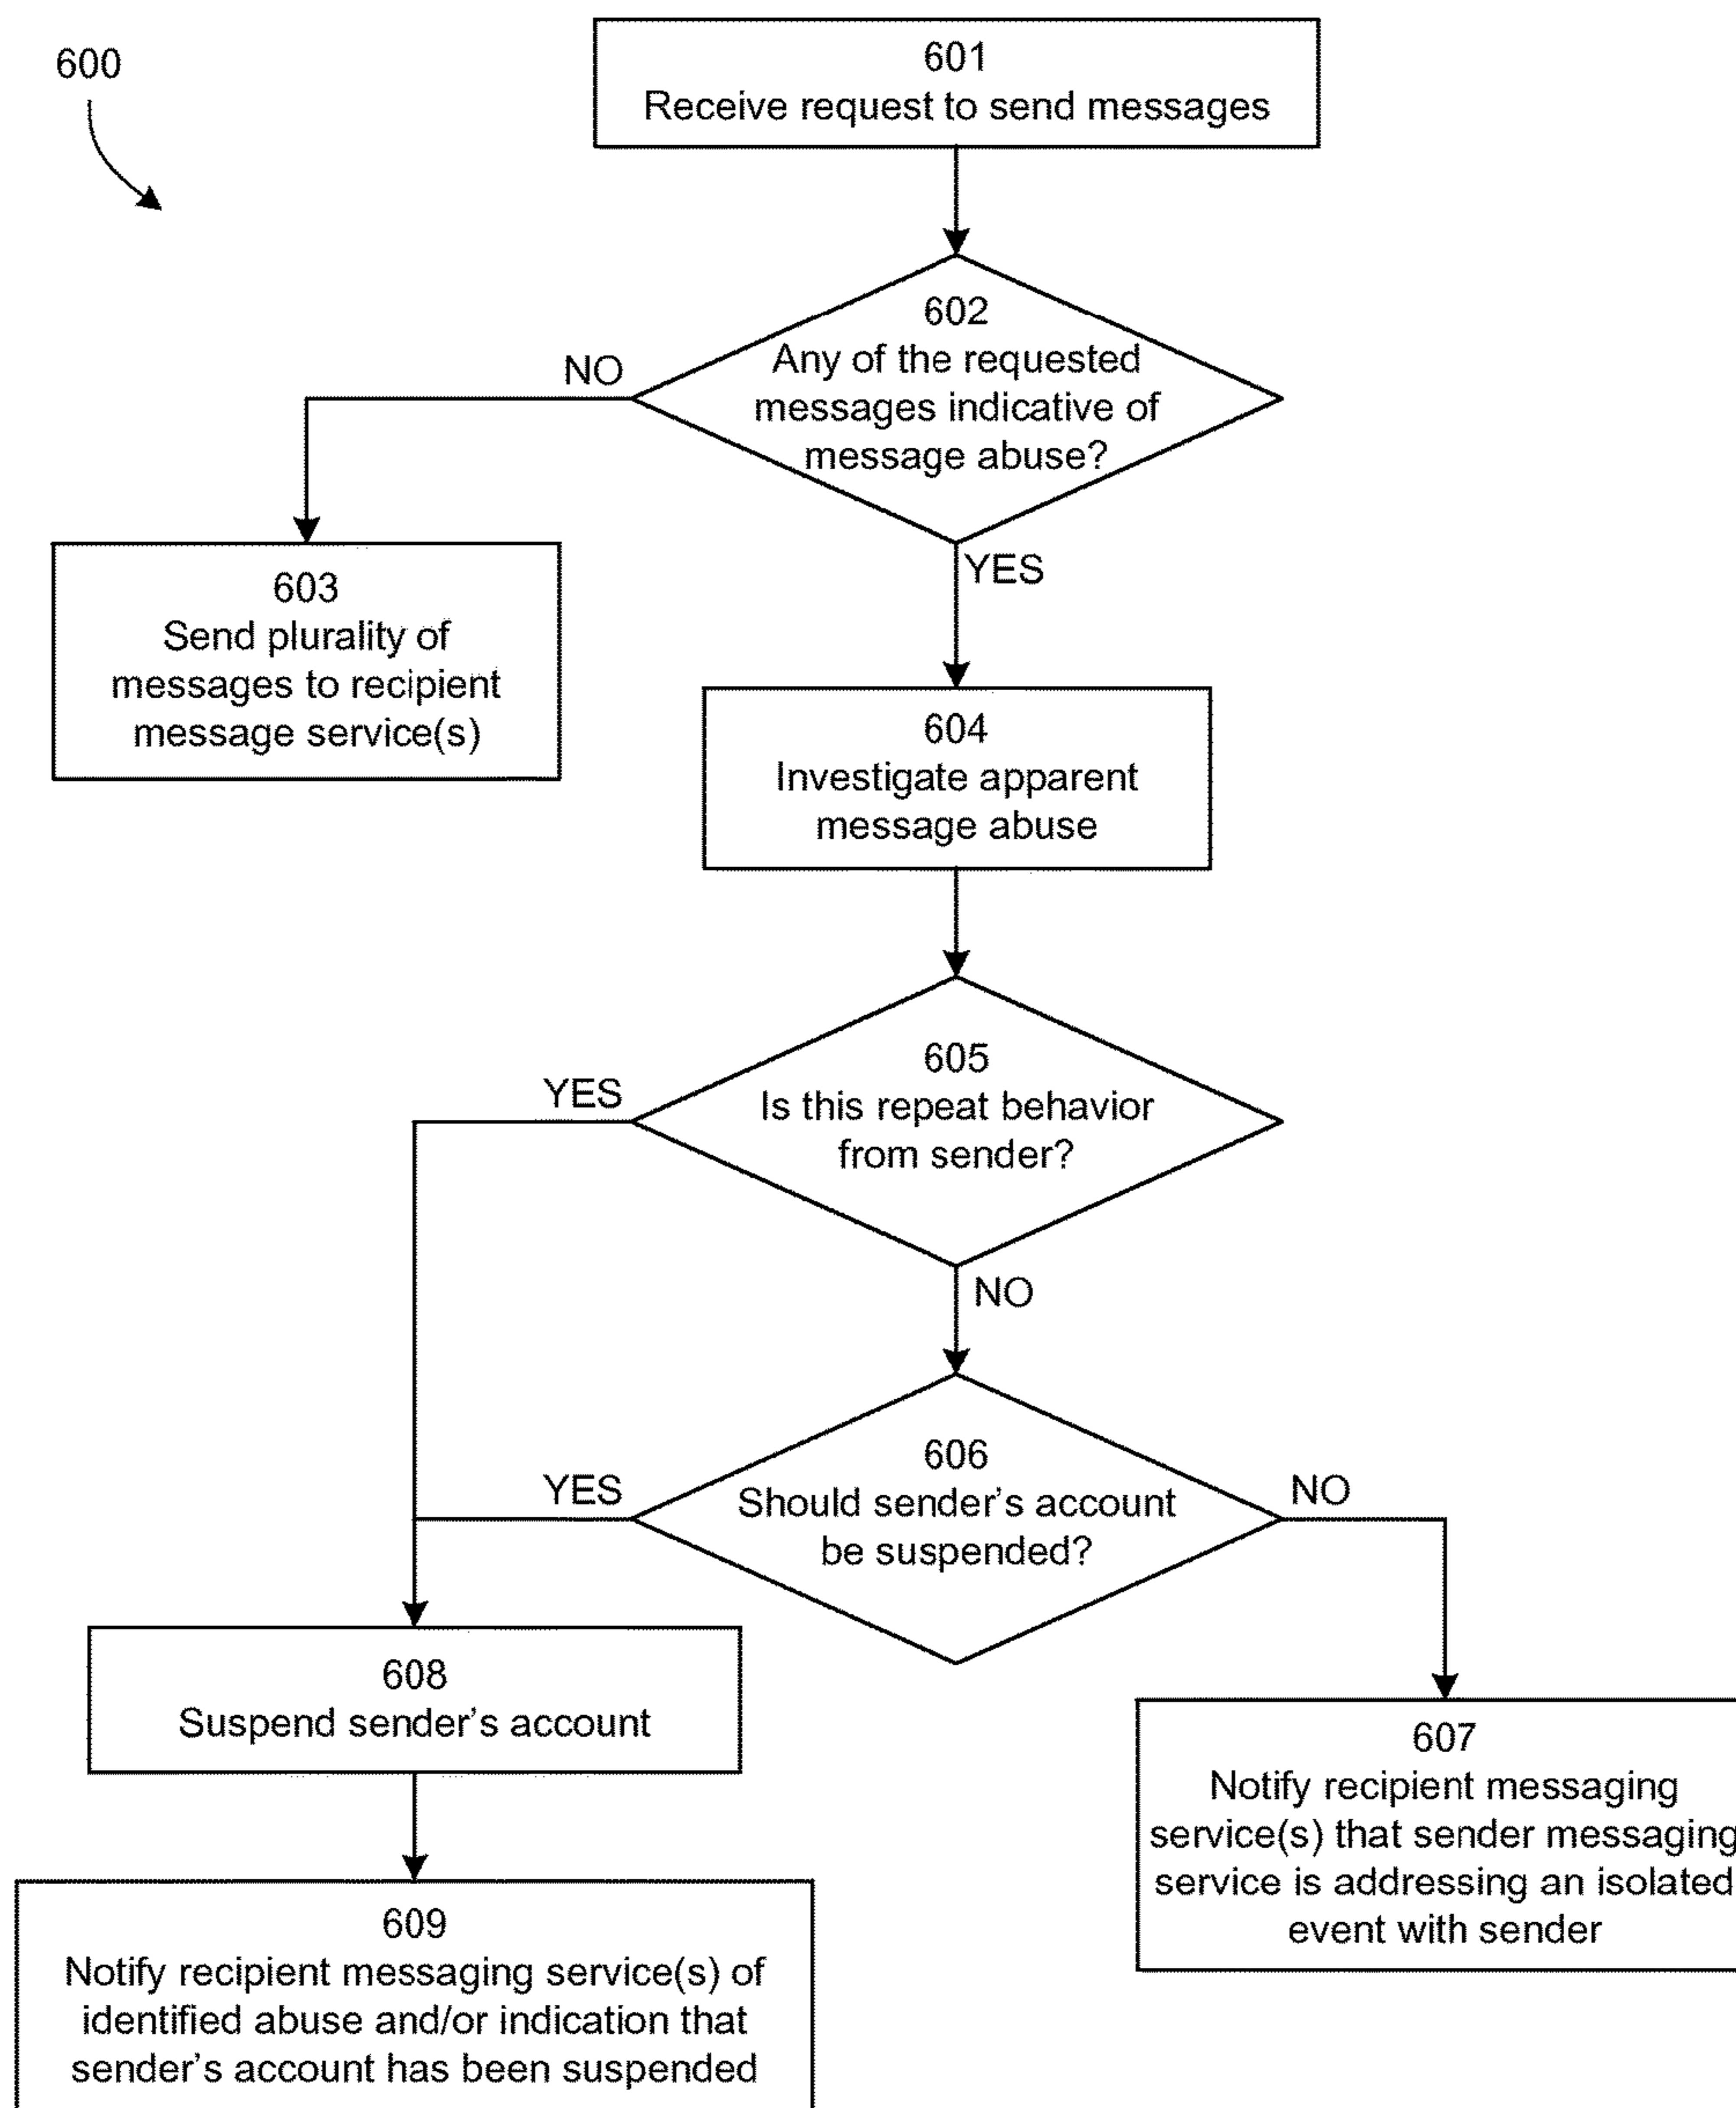 600
601
Receive request to send messages
602
Any of the requested
messages indicative of
message abuse?
NO
YES
603
Send plurality of
messages to recipient
message service(s)
604
Investigate apparent
message abuse
605
Is this repeat behavior
from sender?
YES
NO
606
Should sender's account
be suspended?
YES
NO
608
Suspend sender's account
607
Notify recipient messaging
service(s) that sender messaging
service is addressing an isolated
event with sender
609
Notify recipient messaging service(s) of
identified abuse and/or indication that
sender's account has been suspended